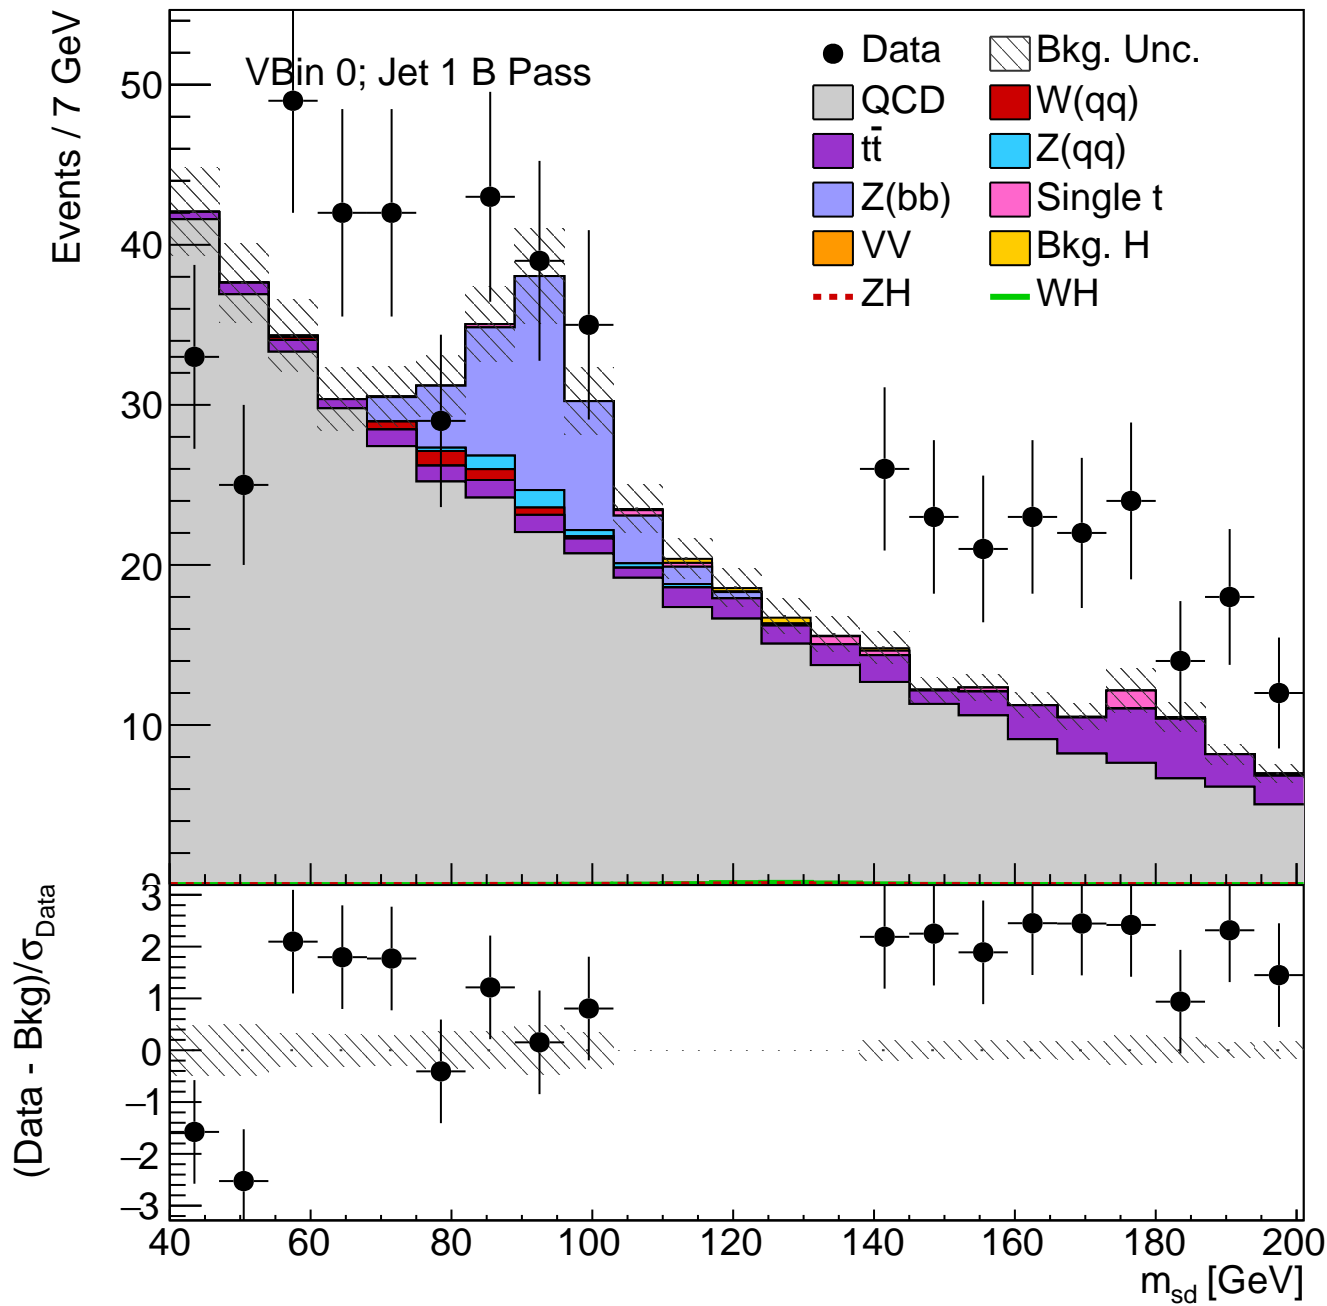 VBin 0; Jet 1 B Pass
Data
Bkg. Unc.
QCD
W(qq)
tt̄
Z(qq)
Z(bb)
Single t
VV
Bkg. H
ZH
WH
Events / 7 GeV
50
40
30
20
10
0
(Data - Bkg)/σ_Data
3
2
1
0
−1
−2
−3
40 60 80 100 120 140 160 180 200
m_sd [GeV]